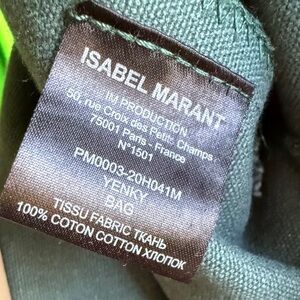 ISABEL MARANT
IM PRODUCTION
50, rue Croix des Petits Champs
75001 Paris - France
N°1501
PM0003-20H041M
YENKY
BAG
TISSU FABRIC ТКАНЬ
100% COTON COTTON ХЛОПОК